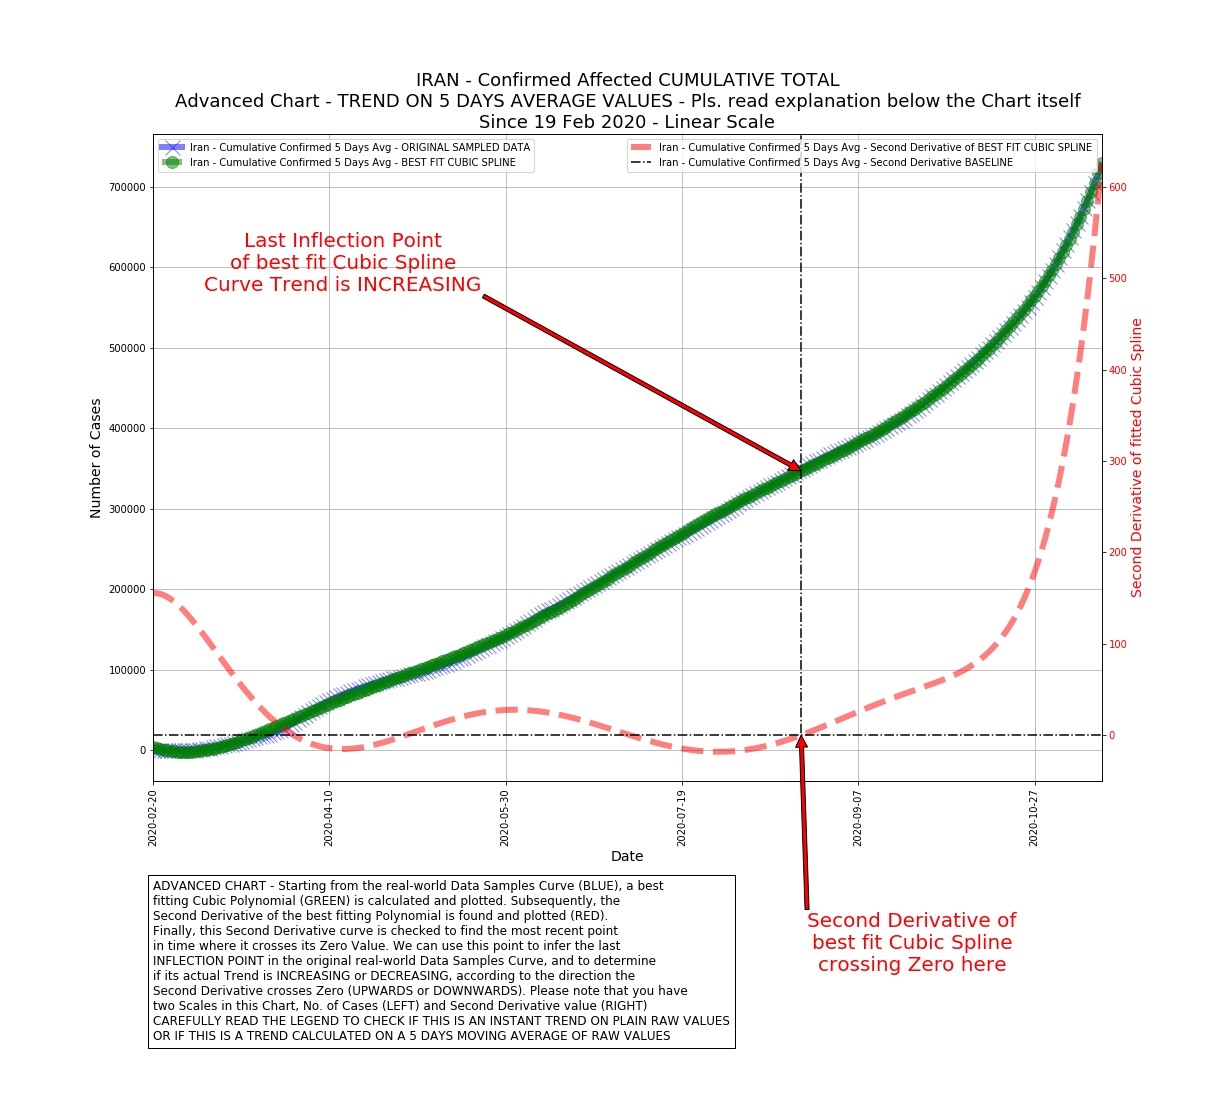 IRAN - Confirmed Affected CUMULATIVE TOTAL
Advanced Chart - TREND ON 5 DAYS AVERAGE VALUES - Pls. read explanation below the Chart itself
Since 19 Feb 2020 - Linear Scale
Iran - Cumulative Confirmed 5 Days Avg - ORIGINAL SAMPLED DATA
Iran - Cumulative Confirmed 5 Days Avg - BEST FIT CUBIC SPLINE
Iran - Cumulative Confirmed 5 Days Avg - Second Derivative of BEST FIT CUBIC SPLINE
Iran - Cumulative Confirmed 5 Days Avg - Second Derivative BASELINE
Last Inflection Point
of best fit Cubic Spline
Curve Trend is INCREASING
Number of Cases
700000
600000
500000
400000
300000
200000
100000
0
Second Derivative of fitted Cubic Spline
600
500
400
300
200
100
0
2020-02-20
2020-04-10
2020-05-30
2020-07-19
2020-09-07
2020-10-27
Date
Second Derivative of
best fit Cubic Spline
crossing Zero here
ADVANCED CHART - Starting from the real-world Data Samples Curve (BLUE), a best
fitting Cubic Polynomial (GREEN) is calculated and plotted. Subsequently, the
Second Derivative of the best fitting Polynomial is found and plotted (RED).
Finally, this Second Derivative curve is checked to find the most recent point
in time where it crosses its Zero Value. We can use this point to infer the last
INFLECTION POINT in the original real-world Data Samples Curve, and to determine
if its actual Trend is INCREASING or DECREASING, according to the direction the
Second Derivative crosses Zero (UPWARDS or DOWNWARDS). Please note that you have
two Scales in this Chart, No. of Cases (LEFT) and Second Derivative value (RIGHT)
CAREFULLY READ THE LEGEND TO CHECK IF THIS IS AN INSTANT TREND ON PLAIN RAW VALUES
OR IF THIS IS A TREND CALCULATED ON A 5 DAYS MOVING AVERAGE OF RAW VALUES